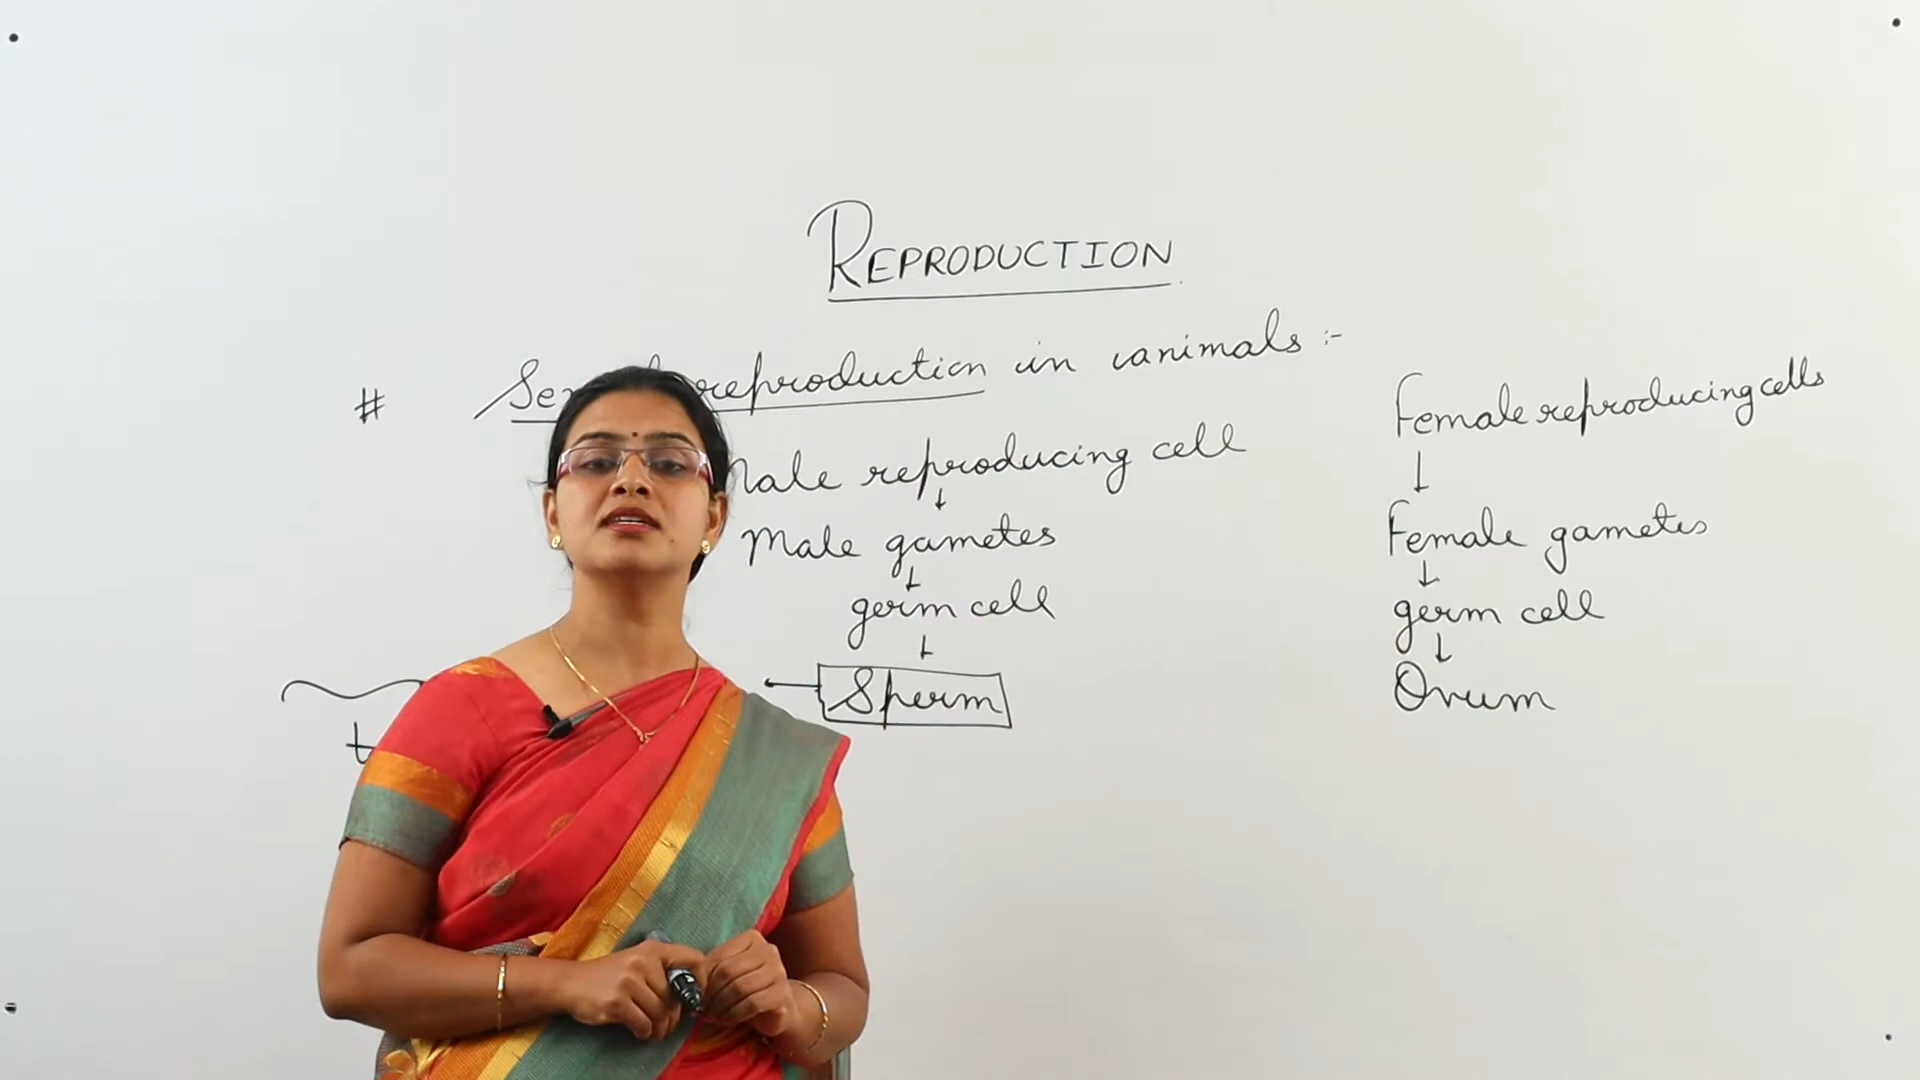 REPRODUCTION
# reproduction in animals :-
Male reproducing cell
Male gametes
germ cell
Sperm
Female reproducing cells
Female gametes
germ cell
Ovum